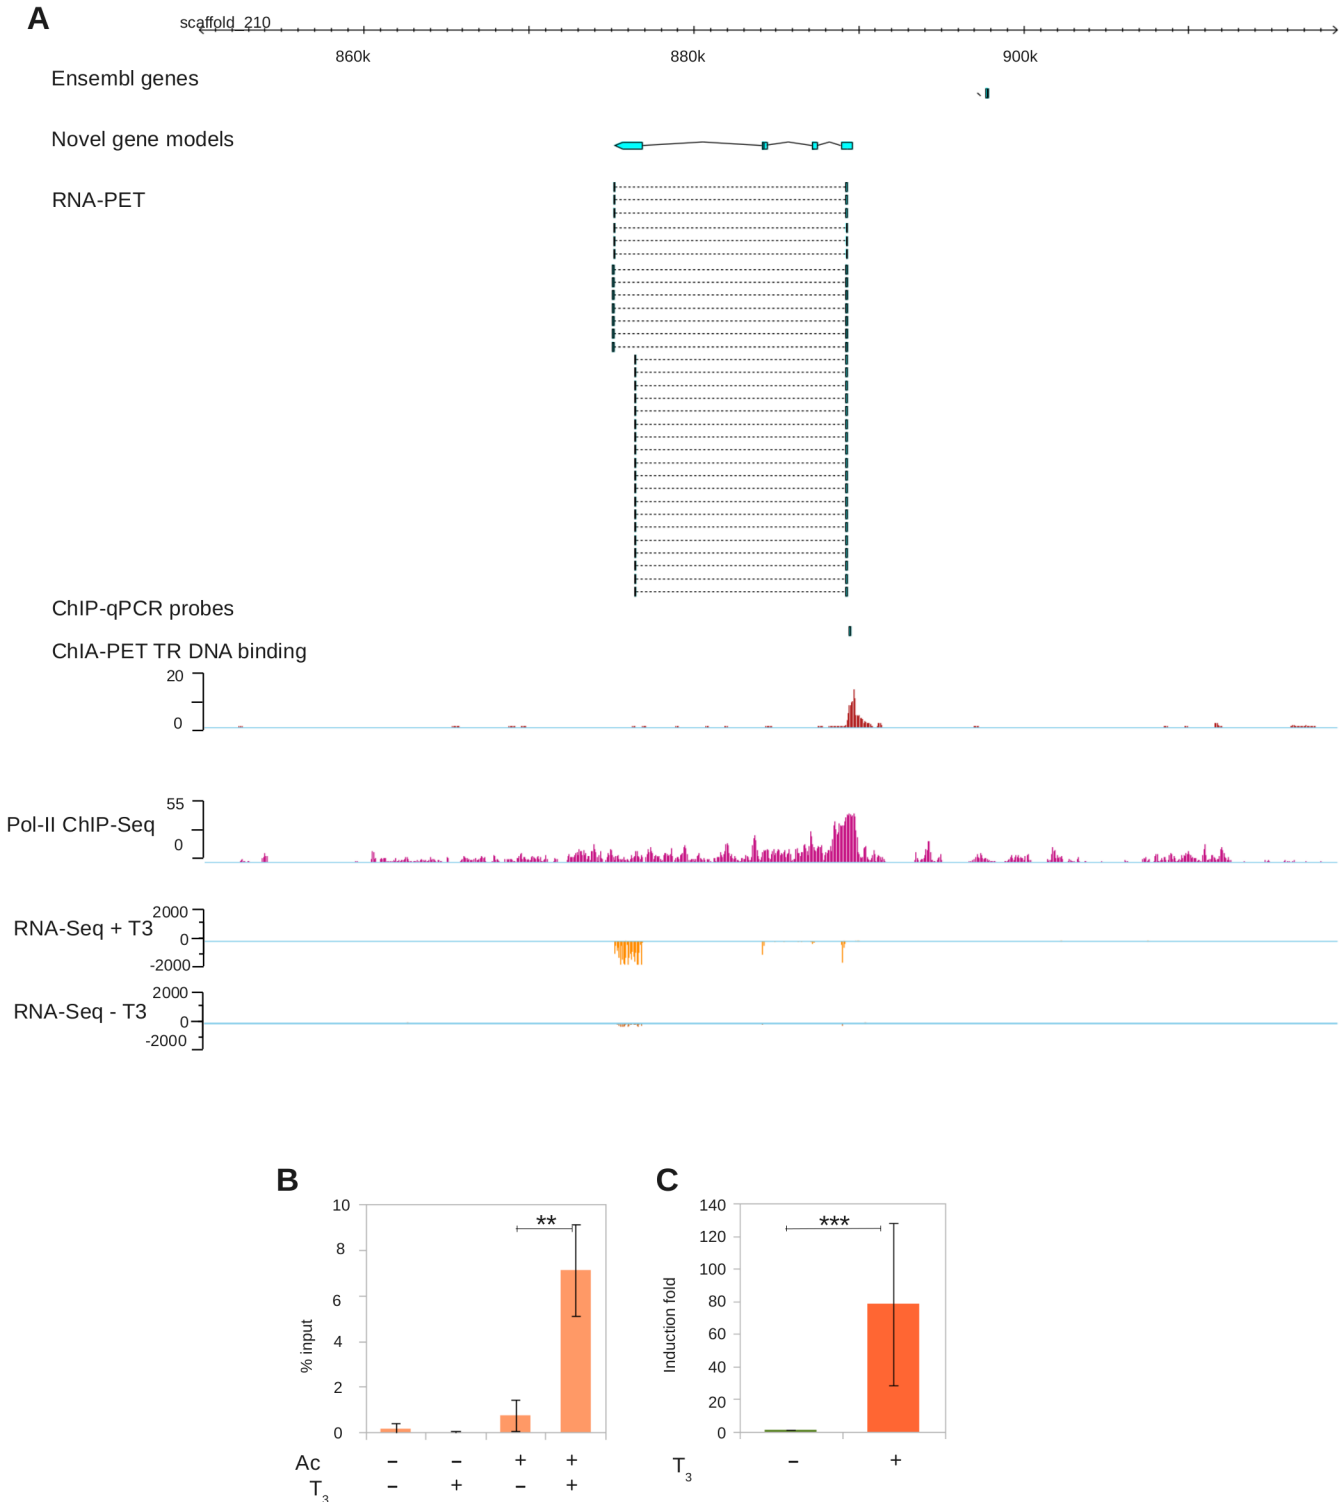 A
scaffold_210
860k 880k 900k
Ensembl genes
Novel gene models
RNA-PET
ChIP-qPCR probes
ChIA-PET TR DNA binding
20
0
Pol-II ChIP-Seq
55
0
RNA-Seq + T3
2000
0
-2000
RNA-Seq - T3
2000
0
-2000
B
10
8
6
4
2
0
% input
**
Ac – – + +
T3 – + – +
C
140
120
100
80
60
40
20
0
Induction fold
***
T3 – +